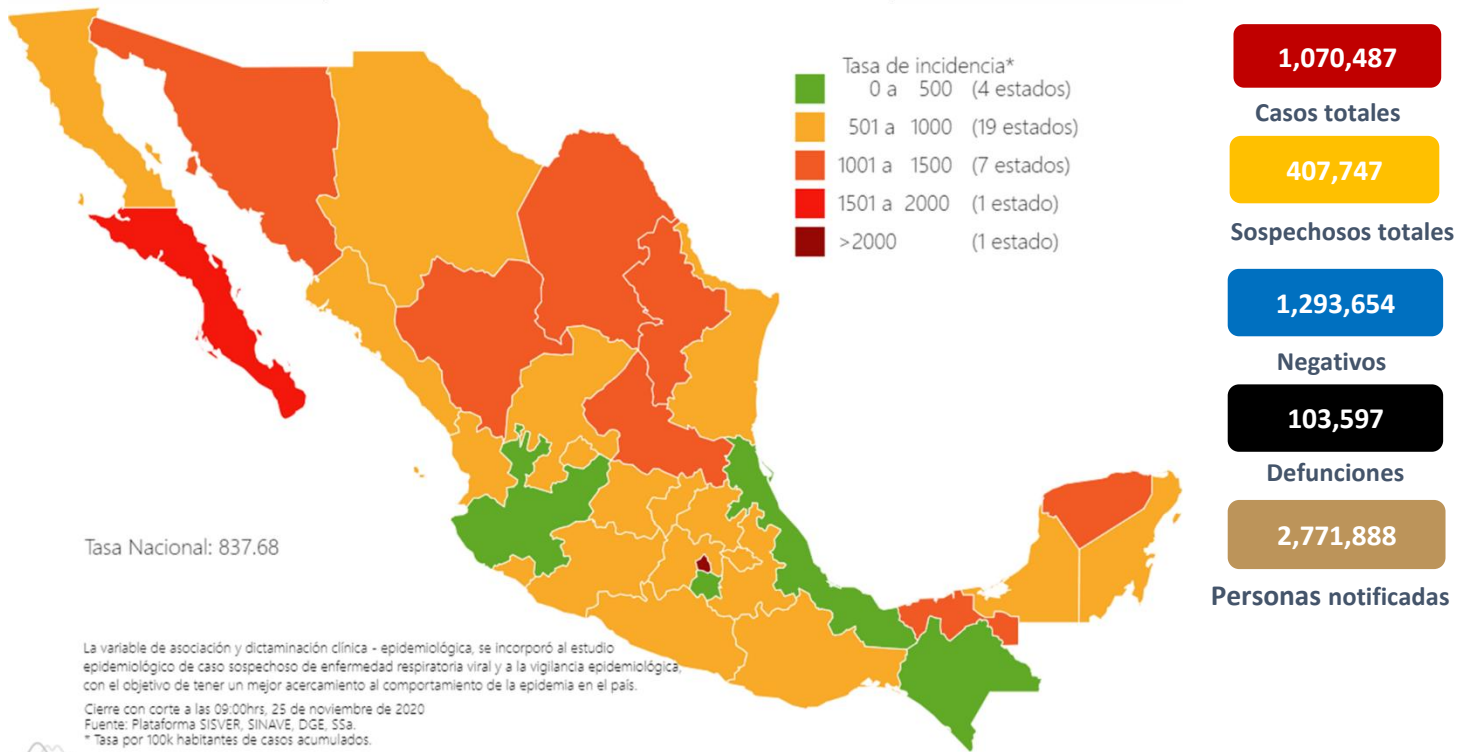 Tasa de incidencia*
0 a 500 (4 estados)
501 a 1000 (19 estados)
1001 a 1500 (7 estados)
1501 a 2000 (1 estado)
>2000 (1 estado)
1,070,487
Casos totales
407,747
Sospechosos totales
1,293,654
Negativos
103,597
Defunciones
2,771,888
Personas notificadas
Tasa Nacional: 837.68
La variable de asociación y dictaminación clínica - epidemiológica, se incorporó al estudio
epidemiológico de caso sospechoso de enfermedad respiratoria viral y a la vigilancia epidemiológica,
con el objetivo de tener un mejor acercamiento al comportamiento de la epidemia en el país.
Cierre con corte a las 09:00hrs, 25 de noviembre de 2020
Fuente: Plataforma SISVER, SINAVE, DGE, SSa.
* Tasa por 100k habitantes de casos acumulados.